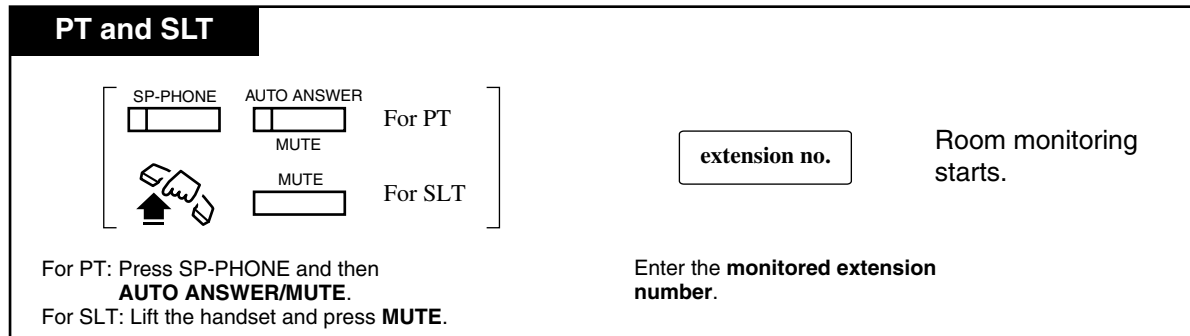 PT and SLT
SP-PHONE AUTO ANSWER
For PT
MUTE
MUTE
For SLT
For PT: Press SP-PHONE and then
AUTO ANSWER/MUTE.
For SLT: Lift the handset and press MUTE.
extension no.
Enter the monitored extension
number.
Room monitoring
starts.